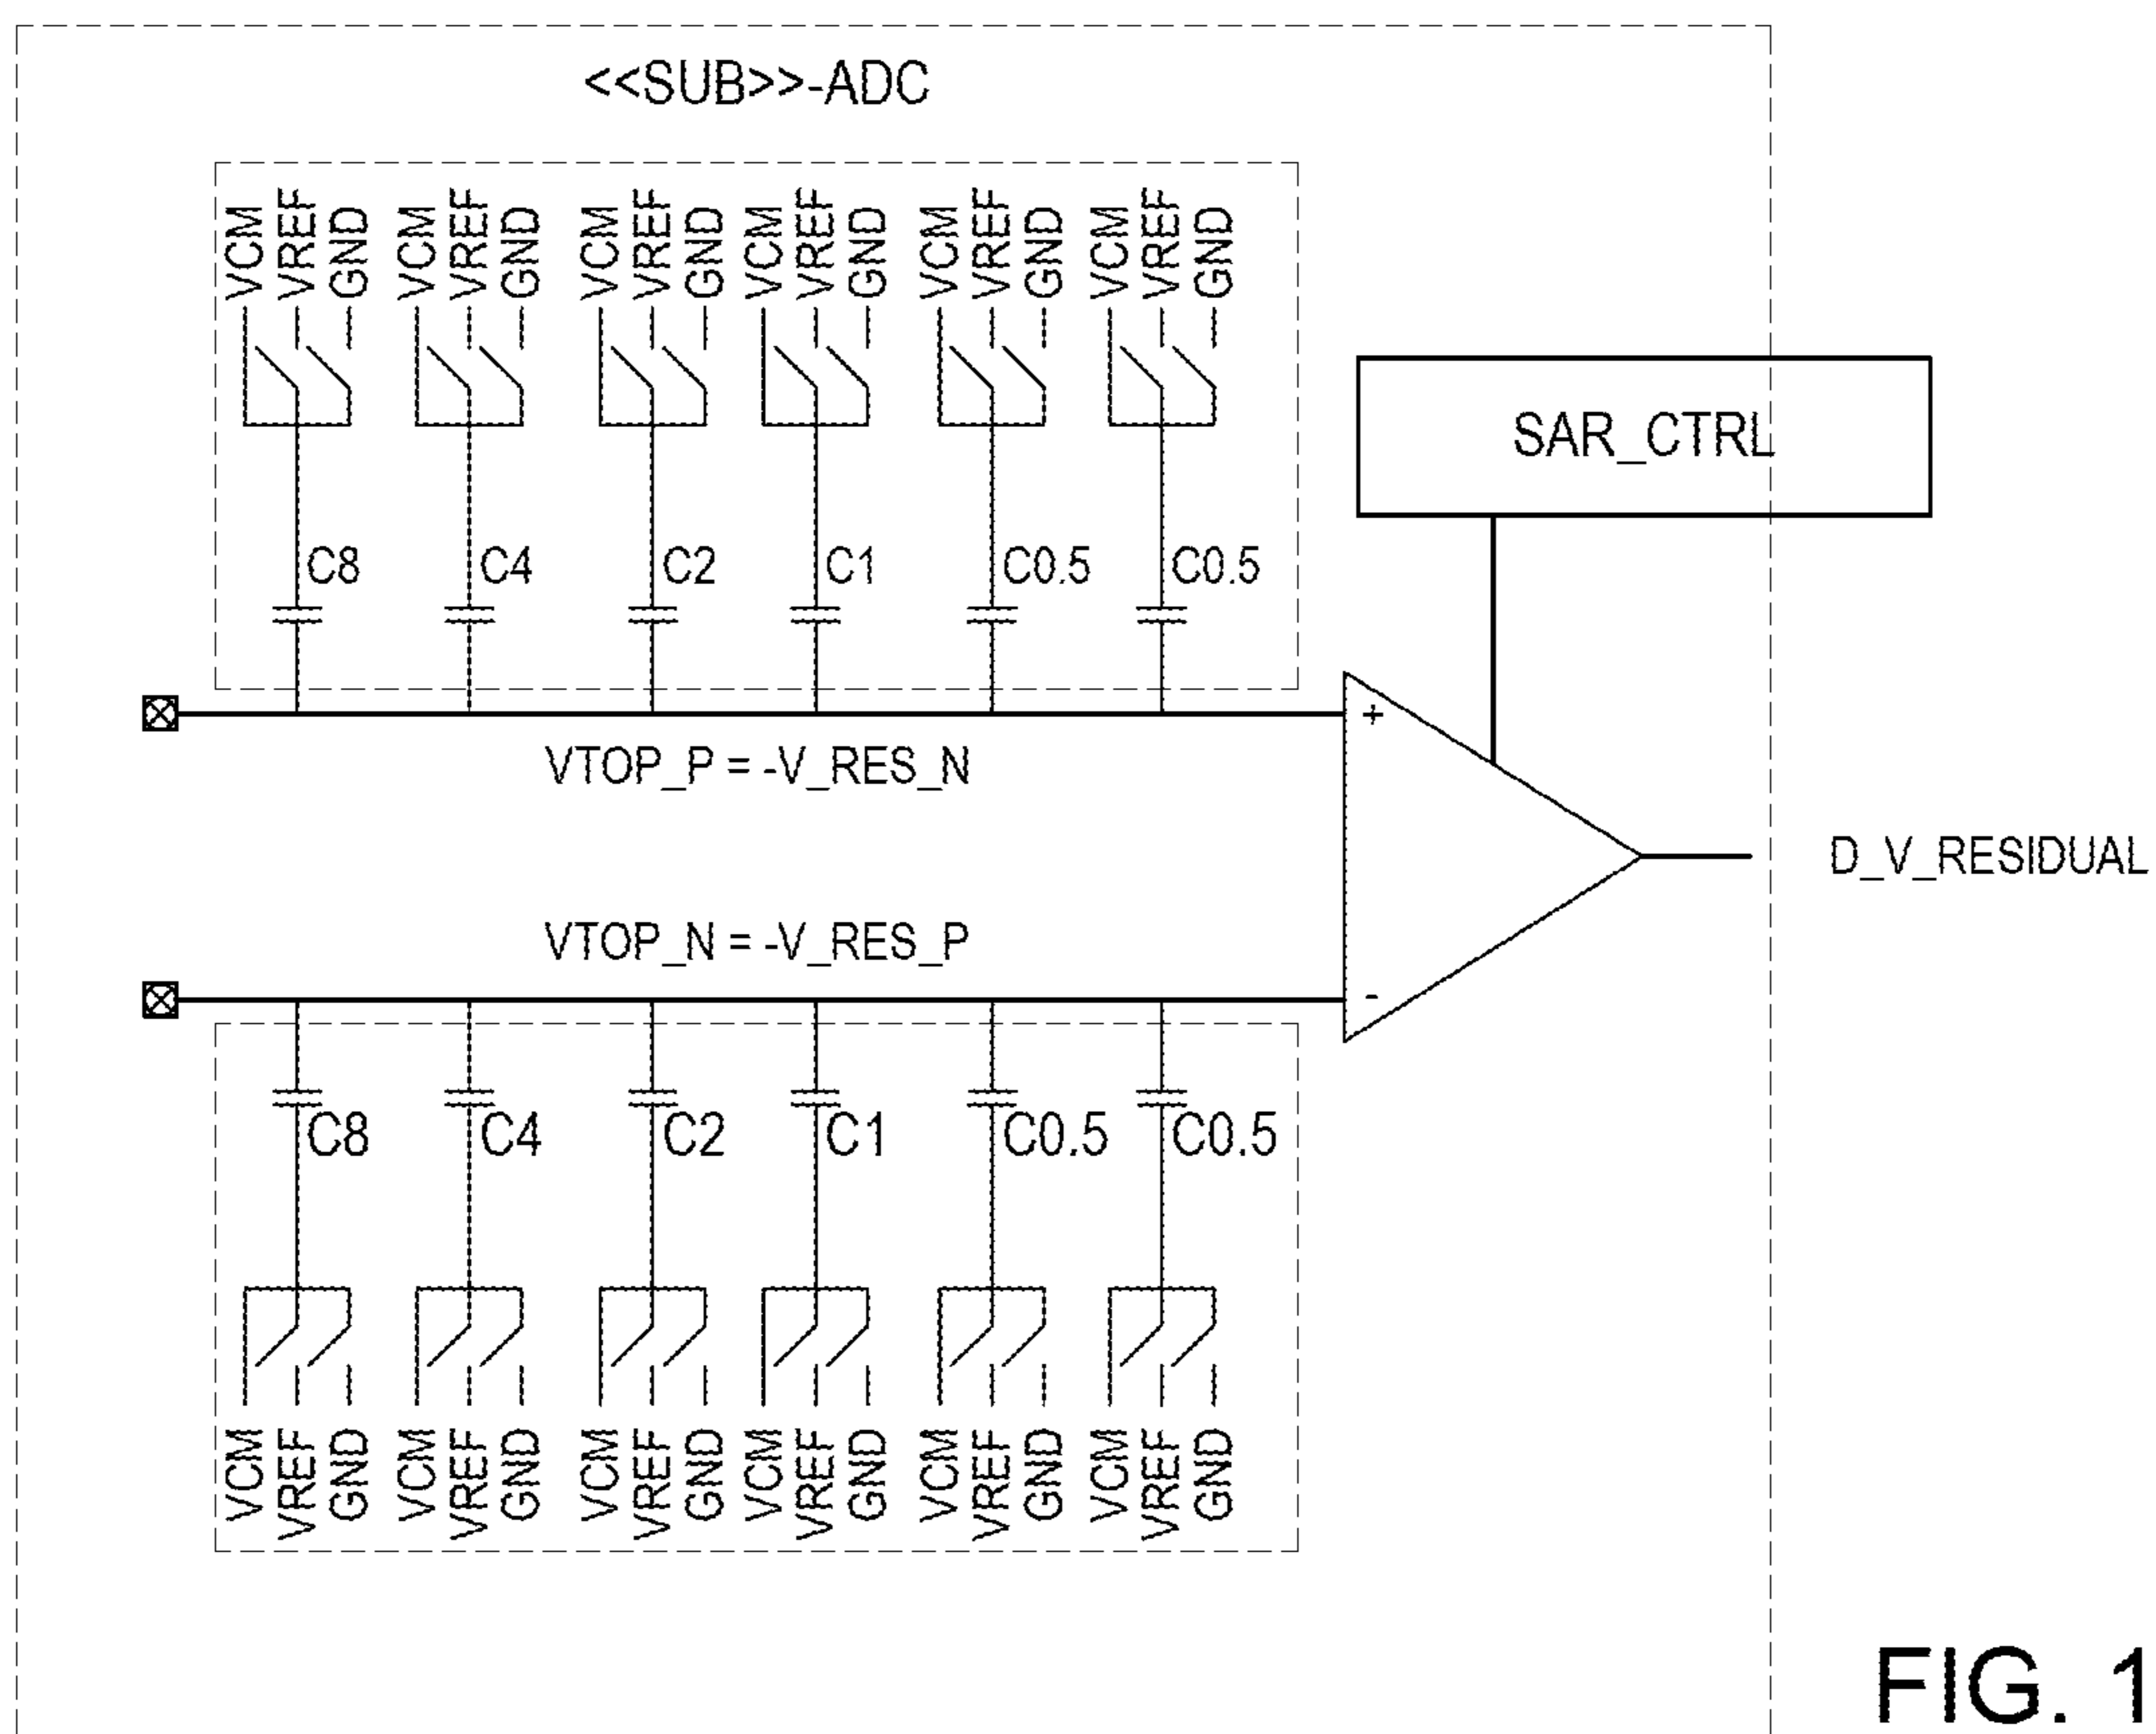 <<SUB>>-ADC
VCM VREF GND VCM VREF GND VCM VREF GND VCM VREF GND VCM VREF GND VCM VREF GND
SAR_CTRL
C8 C4 C2 C1 C0.5 C0.5
+
VTOP_P = -V_RES_N
D_V_RESIDUAL
VTOP_N = -V_RES_P
-
C8 C4 C2 C1 C0.5 C0.5
VCM VREF GND VCM VREF GND VCM VREF GND VCM VREF GND VCM VREF GND VCM VREF GND
FIG. 1